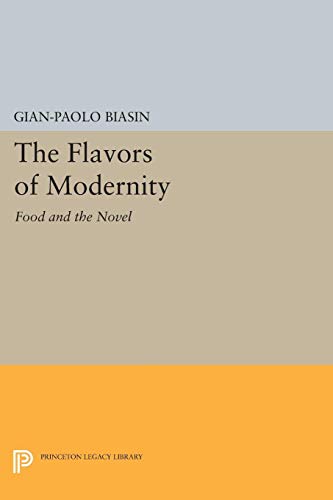 GIAN-PAOLO BIASIN
The Flavors
of Modernity
Food and the Novel
P
PRINCETON LEGACY LIBRARY